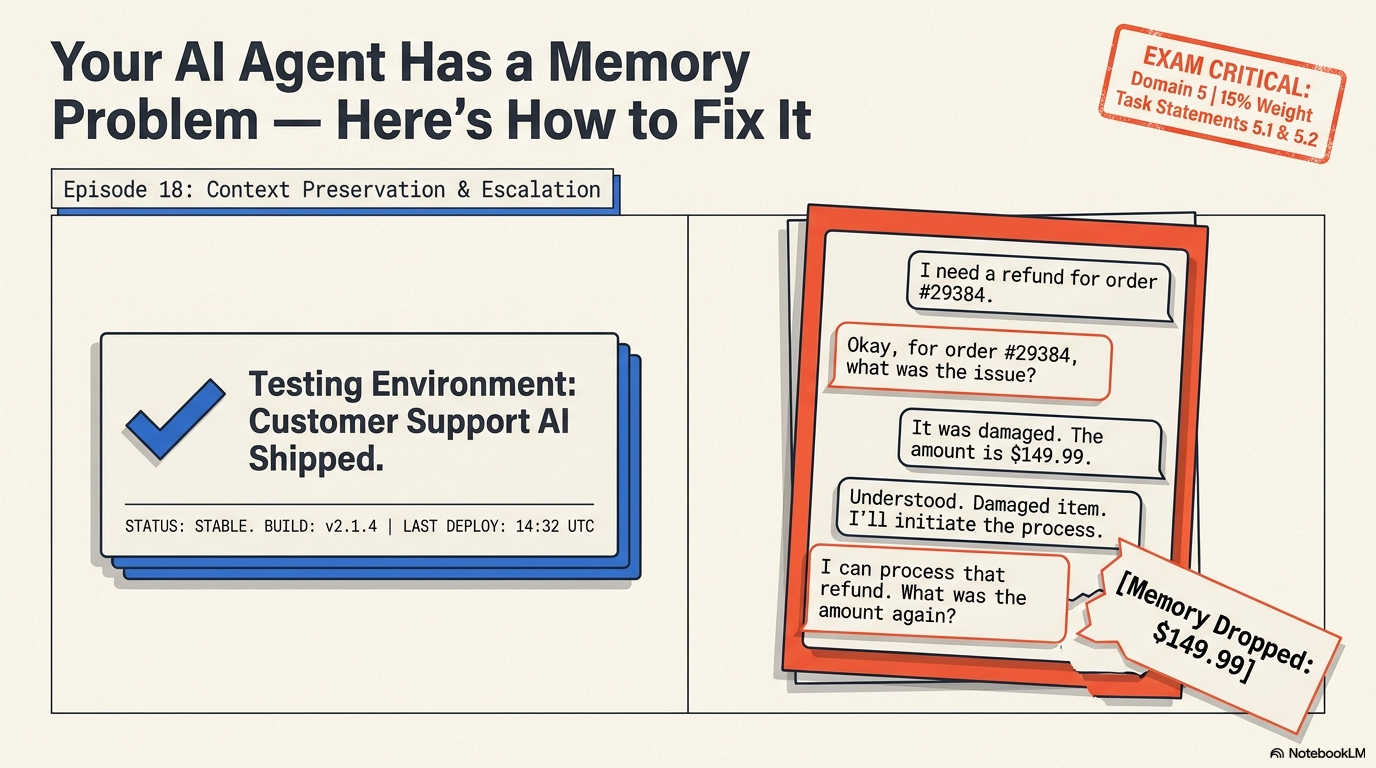 Your AI Agent Has a Memory
Problem — Here’s How to Fix It
EXAM CRITICAL:
Domain 5 | 15% Weight
Task Statements 5.1 & 5.2
Episode 18: Context Preservation & Escalation
Testing Environment:
Customer Support AI
Shipped.
STATUS: STABLE. BUILD: v2.1.4 | LAST DEPLOY: 14:32 UTC
I need a refund for order
#29384.
Okay, for order #29384,
what was the issue?
It was damaged. The
amount is $149.99.
Understood. Damaged item.
I’ll initiate the process.
I can process that
refund. What was the
amount again?
[Memory Dropped:
$149.99]
NotebookLM